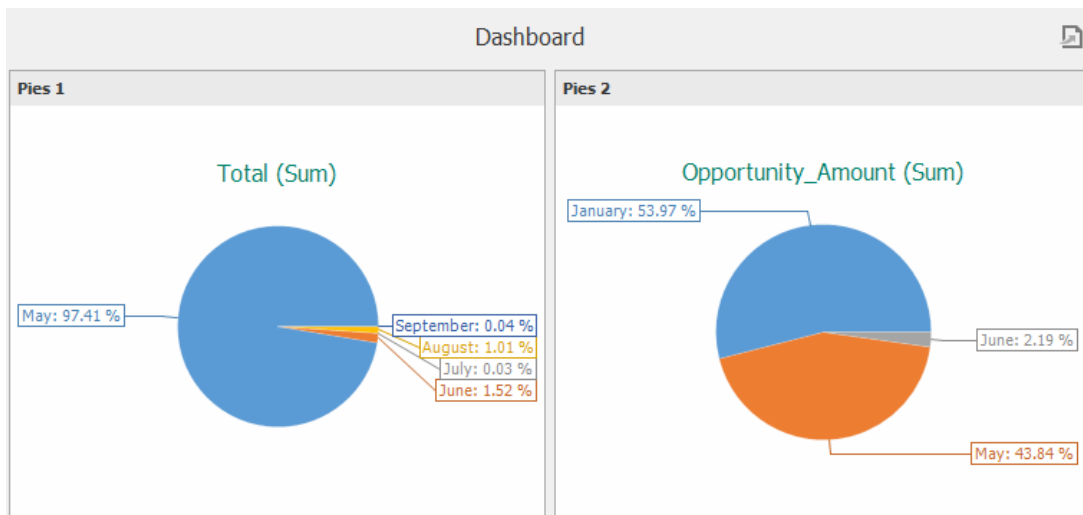 Dashboard
Pies 1
Total (Sum)
May: 97.41 %
September: 0.04 %
August: 1.01 %
July: 0.03 %
June: 1.52 %
Pies 2
Opportunity_Amount (Sum)
January: 53.97 %
June: 2.19 %
May: 43.84 %